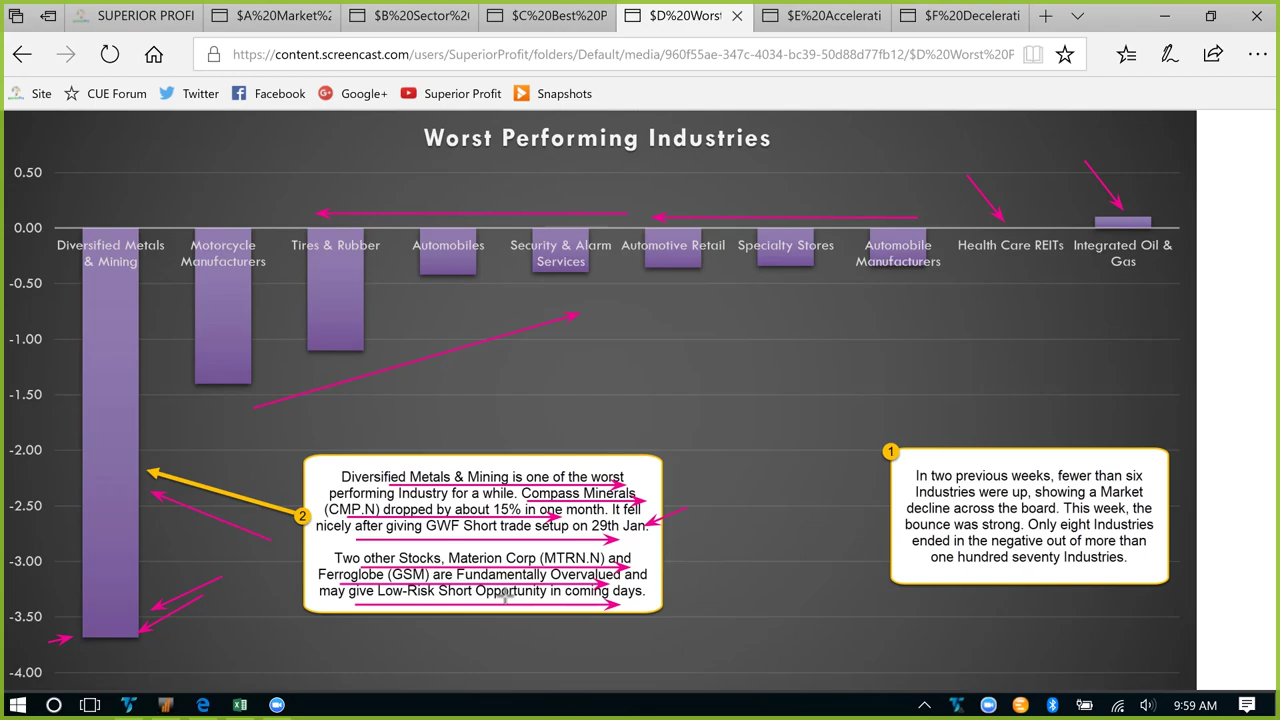 SUPERIOR PROFI
$A%20Market%2
$B%20Sector%20
%20Best%20P
$D%20Wors
$E%20Accelerati
$F%20Decelerati
https://content.screencast.com/users/SuperiorProfit/folders/Default/media/960f55ae-347c-4034-bc39-50d88d77fb12/$D%20Worst%20F
Site
CUE Forum
Twitter
Facebook
Google+
Superior Profit
Snapshots
Worst Performing Industries
0.50
0.00
-0.50
-1.00
-1.50
-2.00
-2.50
-3.00
-3.50
-4.00
Diversified Metals
& Mining
Motorcycle
Manufacturers
Tires & Rubber
Automobiles
Security & Alarm
Services
Automotive Retail
Specialty Stores
Automobile
Manufacturers
Health Care REITs
Integrated Oil &
Gas
2
Diversified Metals & Mining is one of the worst
performing Industry for a while. Compass Minerals
(CMP.N) dropped by about 15% in one month. It fell
nicely after giving GWF Short trade setup on 29th Jan.
Two other Stocks, Materion Corp (MTRN.N) and
Ferroglobe (GSM) are Fundamentally Overvalued and
may give Low-Risk Short Opportunity in coming days.
1
In two previous weeks, fewer than six
Industries were up, showing a Market
decline across the board. This week, the
bounce was strong. Only eight Industries
ended in the negative out of more than
one hundred seventy Industries.
9:59 AM